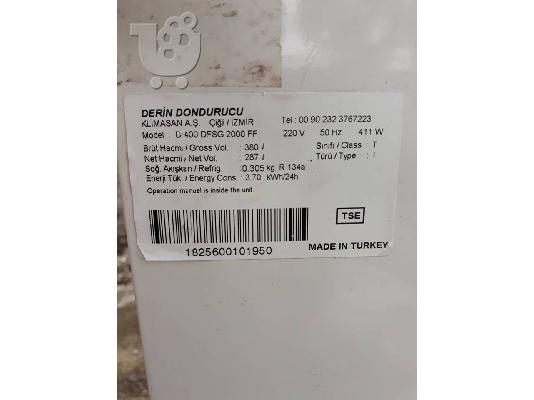 DERİN DONDURUCU
KLİMASAN A.Ş. Çiğli / İZMİR Tel : 00 90 232 3767223
Model : D 400 DFSG 2000 FF 220 V 50 Hz 411 W
Brüt Hacmi / Gross Vol. : 380 l Sınıfı / Class : T
Net Hacmi / Net Vol. : 287 l Türü / Type :
Soğ. Akışkan / Refrig. : 0.305 kg. R 134a
Enerji Tük. / Energy Cons : 3.70 kWh/24h
Operation manuel is inside the unit.
TSE
1825600101950
MADE IN TURKEY